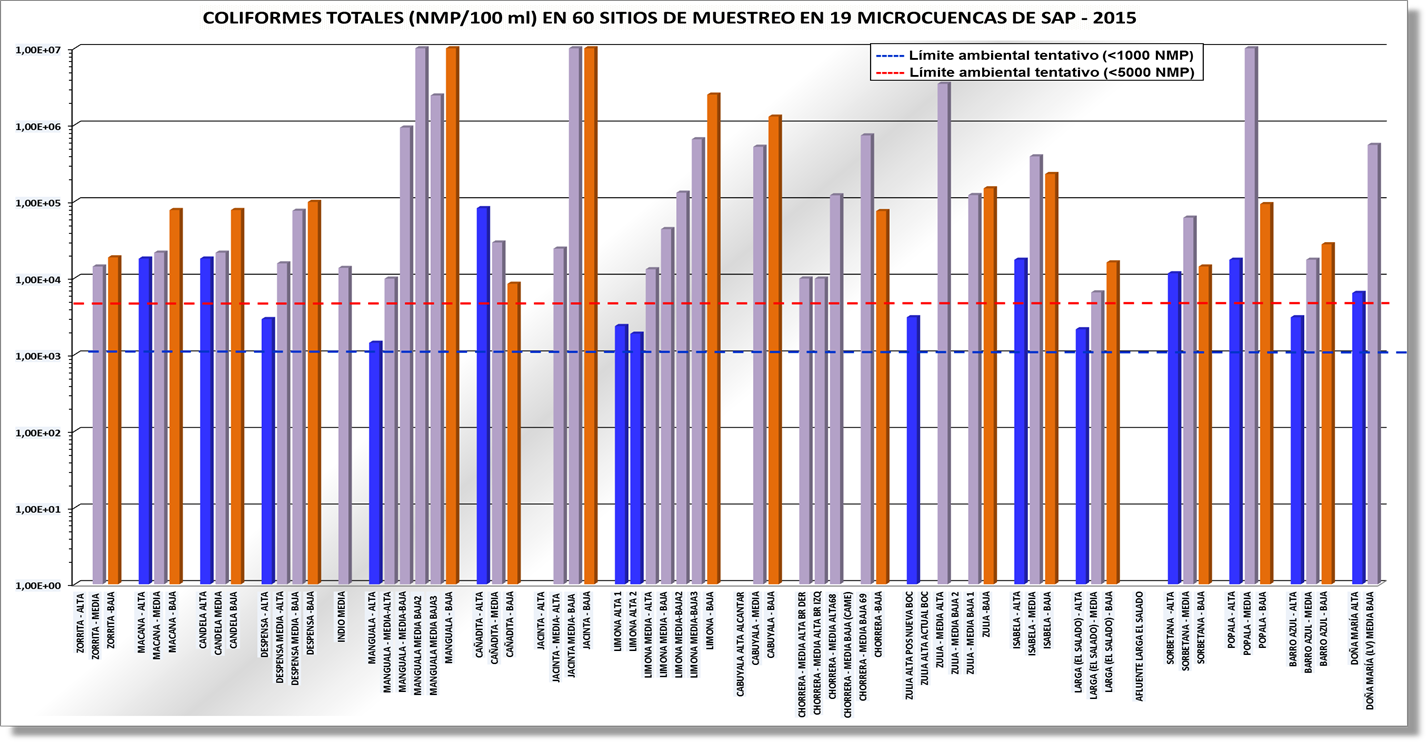 COLIFORMES TOTALES (NMP/100 ml) EN 60 SITIOS DE MUESTREO EN 19 MICROCUENCAS DE SAP - 2015
Límite ambiental tentativo (<1000 NMP)
Límite ambiental tentativo (<5000 NMP)
1,00E+07
1,00E+06
1,00E+05
1,00E+04
1,00E+03
1,00E+02
1,00E+01
1,00E+00
ZORRITA - ALTA
ZORRITA - MEDIA
ZORRITA -BAJA
MACANA - ALTA
MACANA - MEDIA
MACANA - BAJA
CANDELA ALTA
CANDELA MEDIA
CANDELA BAJA
DESPENSA - ALTA
DESPENSA MEDIA -ALTA
DESPENSA MEDIA - BAJA
DESPENSA - BAJA
INDIO MEDIA
MANGUALA - ALTA
MANGUALA - MEDIA-ALTA
MANGUALA - MEDIA-BAJA
MANGUALA MEDIA BAJA2
MANGUALA MEDIA BAJA3
MANGUALA - BAJA
CAÑADITA - ALTA
CAÑADITA - MEDIA
CAÑADITA - BAJA
JACINTA - ALTA
JACINTA - MEDIA- ALTA
JACINTA MEDIA- BAJA
JACINTA - BAJA
LIMONA ALTA 1
LIMONA ALTA 2
LIMONA MEDIA - ALTA
LIMONA MEDIA - BAJA
LIMONA MEDIA BAJA2
LIMONA MEDIA-BAJA3
LIMONA - BAJA
CABUYALA ALTA ALCANTAR
CABUYALA - MEDIA
CABUYALA - BAJA
CHORRERA - MEDIA ALTA BR DER
CHORRERA - MEDIA ALTA BR IZQ
CHORRERA - MEDIA ALTA68
CHORRERA - MEDIA BAJA (CAME)
CHORRERA - MEDIA BAJA 69
CHORRERA -BAJA
ZULIA ALTA POS NUEVA BOC
ZULIA ALTA ACTUAL BOC
ZULIA - MEDIA ALTA
ZULIA - MEDIA BAJA 2
ZULIA - MEDIA BAJA 1
ZULIA -BAJA
ISABELA - ALTA
ISABELA - MEDIA
ISABELA - BAJA
LARGA (EL SALADO) - ALTA
LARGA (EL SALADO) - MEDIA
LARGA (EL SALADO) - BAJA
AFLUENTE LARGA EL SALADO
SORBETANA - ALTA
SORBETANA - MEDIA
SORBETANA - BAJA
POPALA - ALTA
POPALA - MEDIA
POPALA - BAJA
BARRO AZUL - ALTA
BARRO AZUL - MEDIA
BARRO AZUL - BAJA
DOÑA MARÍA ALTA
DOÑA MARÍA (LV) MEDIA BAJA